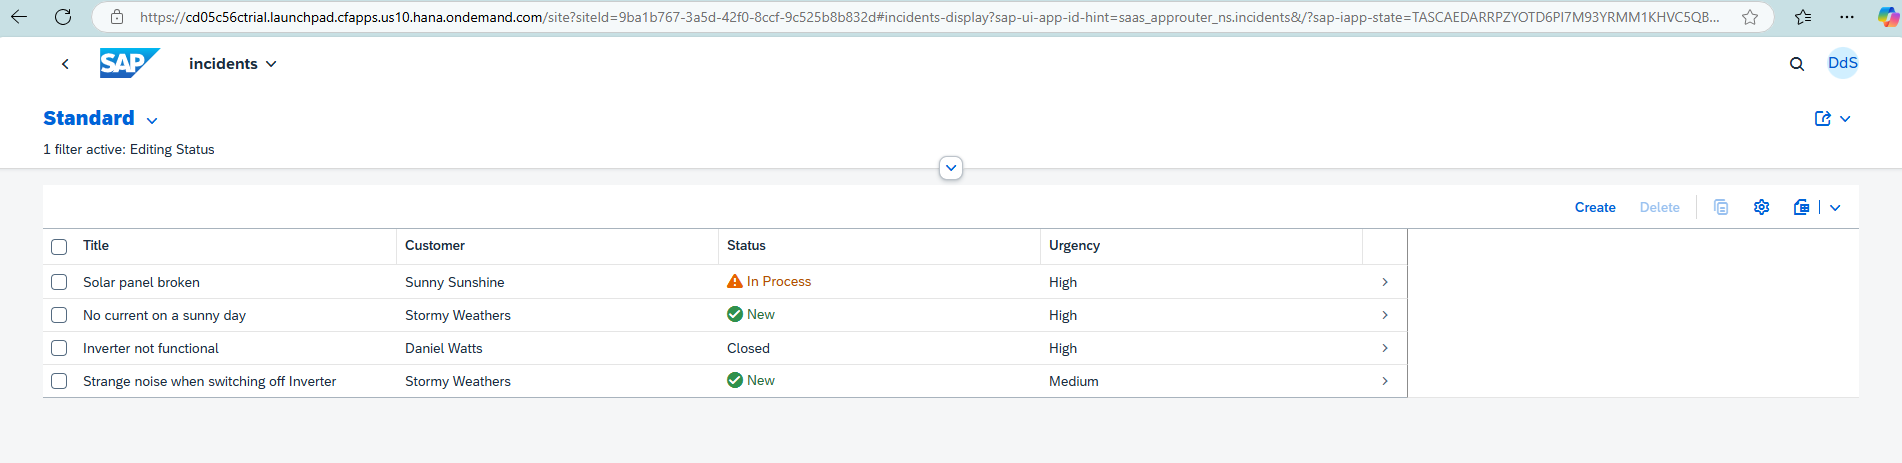 https://cd05c56ctrial.launchpad.cfapps.us10.hana.ondemand.com/site?siteId=9ba1b767-3a5d-42f0-8ccf-9c525b8b832d#incidents-display?sap-ui-app-id-hint=saas_approuter_ns.incidents&/?sap-iapp-state=TASCAEDARRPZYOTD6PI7M93YRMM1KHVC5QB...
SAP incidents DdS
Standard
1 filter active: Editing Status
Create Delete
Title Customer Status Urgency
Solar panel broken Sunny Sunshine In Process High
No current on a sunny day Stormy Weathers New High
Inverter not functional Daniel Watts Closed High
Strange noise when switching off Inverter Stormy Weathers New Medium